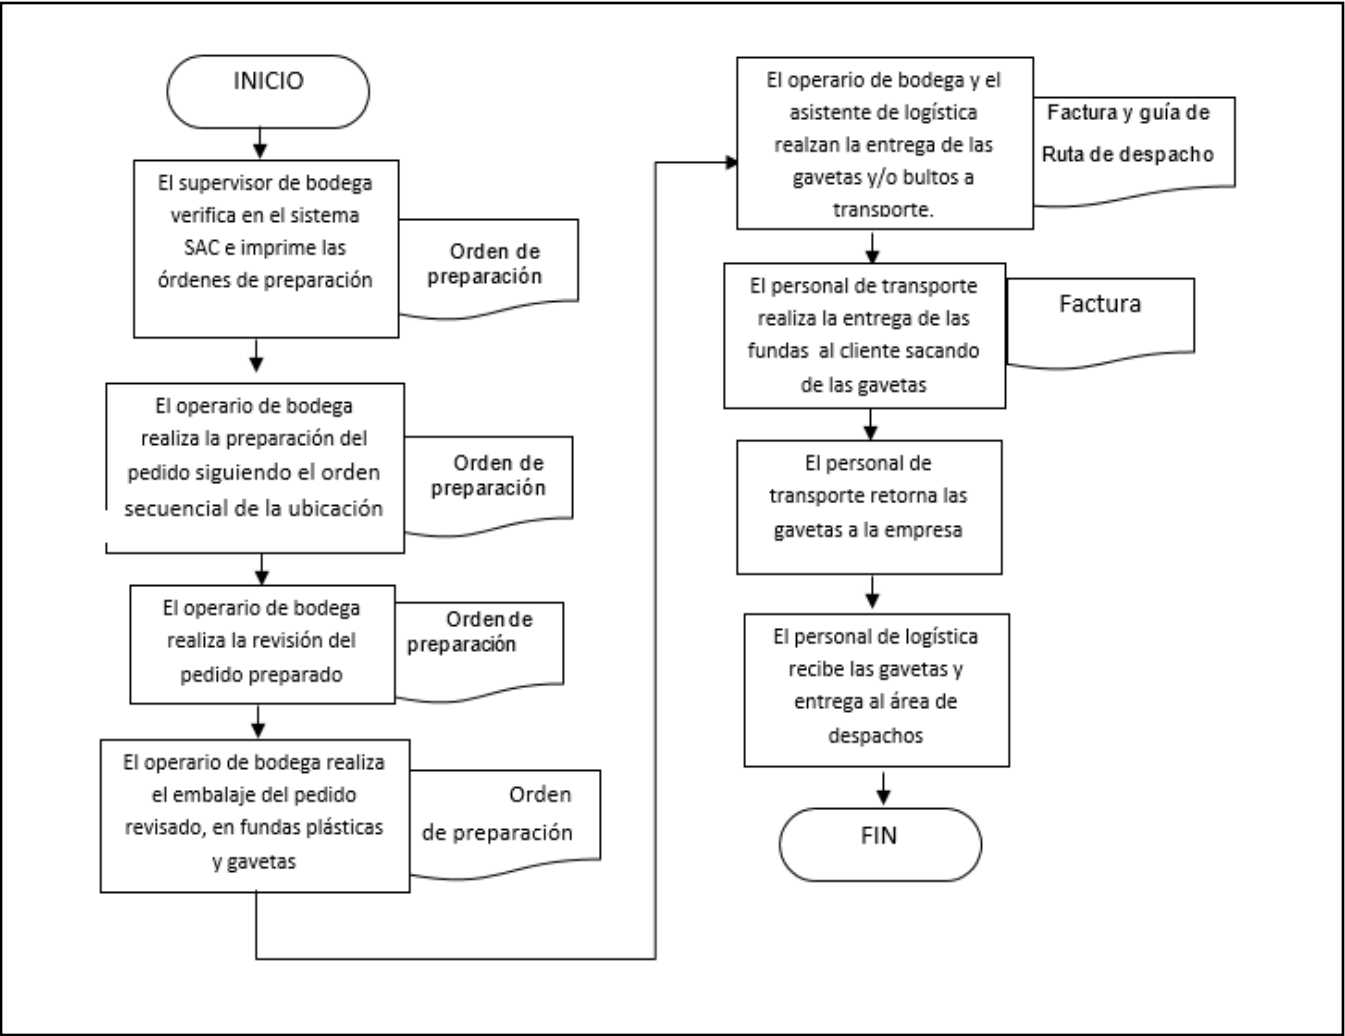 INICIO
El supervisor de bodega
verifica en el sistema
SAC e imprime las
órdenes de preparación
Orden de
preparación
El operario de bodega
realiza la preparación del
pedido siguiendo el orden
secuencial de la ubicación
Orden de
preparación
El operario de bodega
realiza la revisión del
pedido preparado
Orden de
preparación
El operario de bodega realiza
el embalaje del pedido
revisado, en fundas plásticas
y gavetas
Orden
de preparación
El operario de bodega y el
asistente de logística
realzan la entrega de las
gavetas y/o bultos a
transporte.
Factura y guía de
Ruta de despacho
El personal de transporte
realiza la entrega de las
fundas al cliente sacando
de las gavetas
Factura
El personal de
transporte retorna las
gavetas a la empresa
El personal de logística
recibe las gavetas y
entrega al área de
despachos
FIN